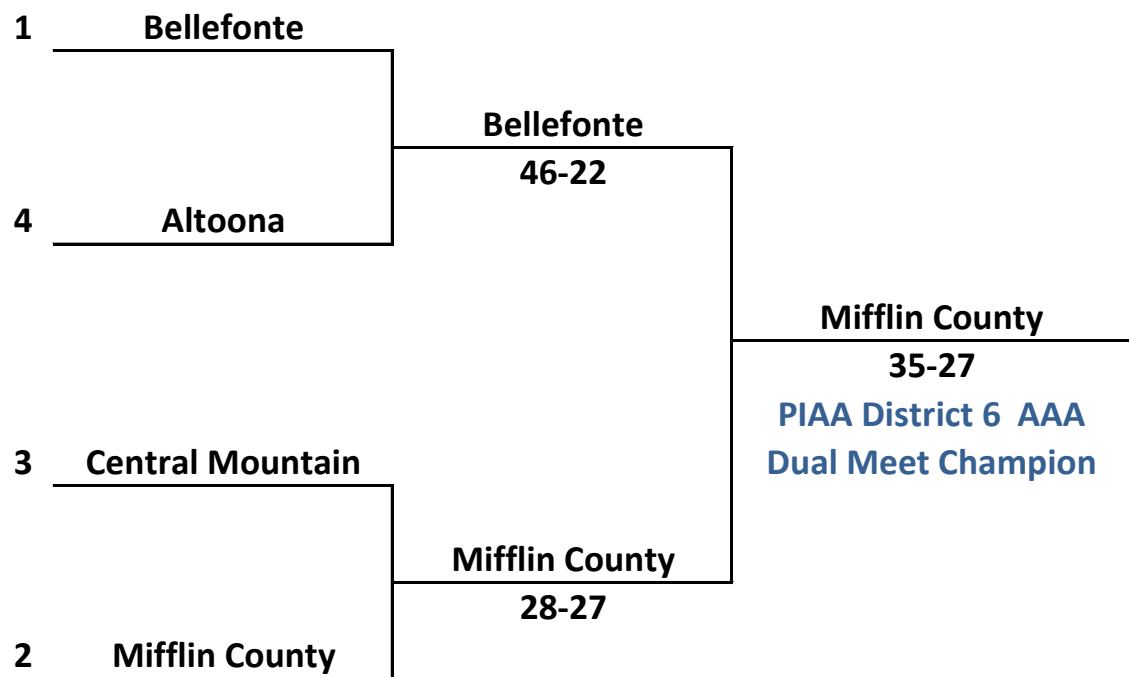 1 Bellefonte
Bellefonte
46-22
4 Altoona
Mifflin County
35-27
PIAA District 6 AAA
3 Central Mountain
Dual Meet Champion
Mifflin County
28-27
2 Mifflin County